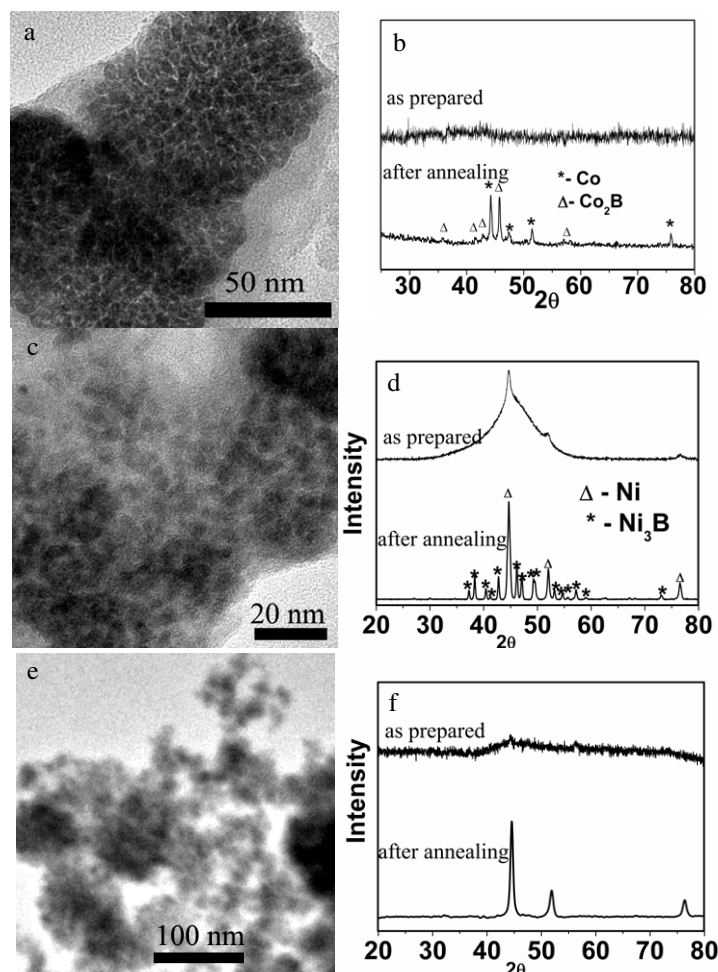 a
50 nm
b
as prepared
after annealing
*- Co
Δ- Co2B
* Δ
Δ Δ Δ * * Δ *
30 40 50 60 70 80
2θ
c
20 nm
d
Intensity
as prepared
after annealing
Δ - Ni
* - Ni3B
Δ
* * * * * * * * * Δ * * * * * * Δ
20 30 40 50 60 70 80
2θ
e
100 nm
f
Intensity
as prepared
after annealing
20 30 40 50 60 70 80
2θ